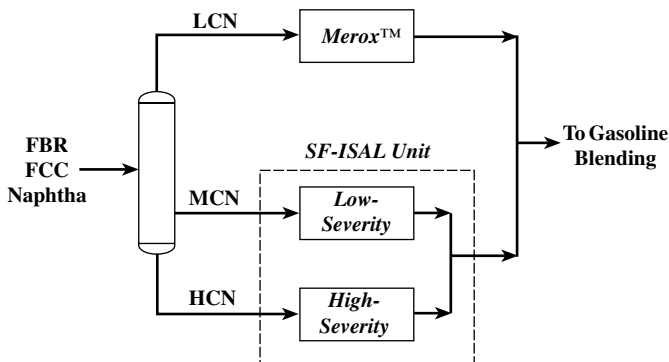 LCN
Merox™
FBR
FCC
Naphtha
To Gasoline
Blending
SF-ISAL Unit
MCN
Low-
Severity
HCN
High-
Severity